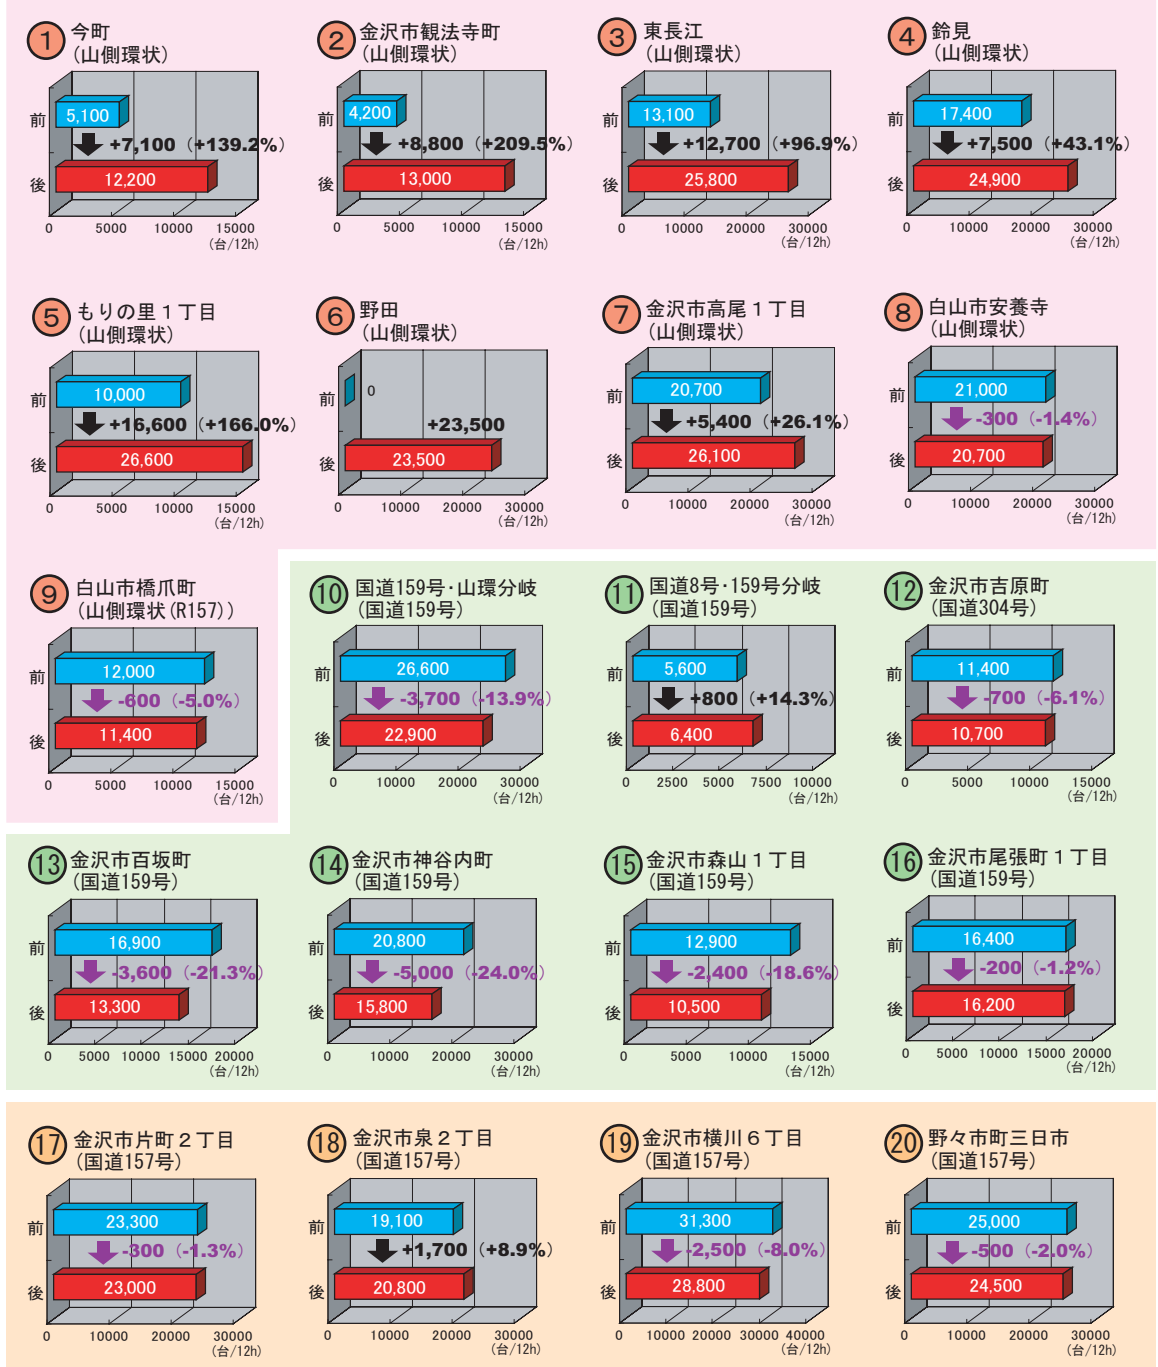 ① 今町
(山側環状)
前
5,100
+7,100 (+139.2%)
後
12,200
0 5000 10000 15000
(台/12h)
② 金沢市観法寺町
(山側環状)
前
4,200
+8,800 (+209.5%)
後
13,000
0 5000 10000 15000
(台/12h)
③ 東長江
(山側環状)
前
13,100
+12,700 (+96.9%)
後
25,800
0 10000 20000 30000
(台/12h)
④ 鈴見
(山側環状)
前
17,400
+7,500 (+43.1%)
後
24,900
0 10000 20000 30000
(台/12h)
⑤ もりの里１丁目
(山側環状)
前
10,000
+16,600 (+166.0%)
後
26,600
0 5000 10000 15000
(台/12h)
⑥ 野田
(山側環状)
前
0
+23,500
後
23,500
0 10000 20000 30000
(台/12h)
⑦ 金沢市高尾１丁目
(山側環状)
前
20,700
+5,400 (+26.1%)
後
26,100
0 10000 20000 30000
(台/12h)
⑧ 白山市安養寺
(山側環状)
前
21,000
-300 (-1.4%)
後
20,700
0 10000 20000 30000
(台/12h)
⑨ 白山市橋爪町
(山側環状(R157))
前
12,000
-600 (-5.0%)
後
11,400
0 5000 10000 15000
(台/12h)
⑩ 国道159号・山環分岐
(国道159号)
前
26,600
-3,700 (-13.9%)
後
22,900
0 10000 20000 30000
(台/12h)
⑪ 国道8号・159号分岐
(国道159号)
前
5,600
+800 (+14.3%)
後
6,400
0 2500 5000 7500 10000
(台/12h)
⑫ 金沢市吉原町
(国道304号)
前
11,400
-700 (-6.1%)
後
10,700
0 5000 10000 15000
(台/12h)
⑬ 金沢市百坂町
(国道159号)
前
16,900
-3,600 (-21.3%)
後
13,300
0 5000 10000 15000 20000
(台/12h)
⑭ 金沢市神谷内町
(国道159号)
前
20,800
-5,000 (-24.0%)
後
15,800
0 10000 20000 30000
(台/12h)
⑮ 金沢市森山１丁目
(国道159号)
前
12,900
-2,400 (-18.6%)
後
10,500
0 5000 10000 15000
(台/12h)
⑯ 金沢市尾張町１丁目
(国道159号)
前
16,400
-200 (-1.2%)
後
16,200
0 5000 10000 15000 20000
(台/12h)
⑰ 金沢市片町２丁目
(国道157号)
前
23,300
-300 (-1.3%)
後
23,000
0 10000 20000 30000
(台/12h)
⑱ 金沢市泉２丁目
(国道157号)
前
19,100
+1,700 (+8.9%)
後
20,800
0 10000 20000 30000
(台/12h)
⑲ 金沢市横川６丁目
(国道157号)
前
31,300
-2,500 (-8.0%)
後
28,800
0 10000 20000 30000 40000
(台/12h)
⑳ 野々市町三日市
(国道157号)
前
25,000
-500 (-2.0%)
後
24,500
0 10000 20000 30000
(台/12h)